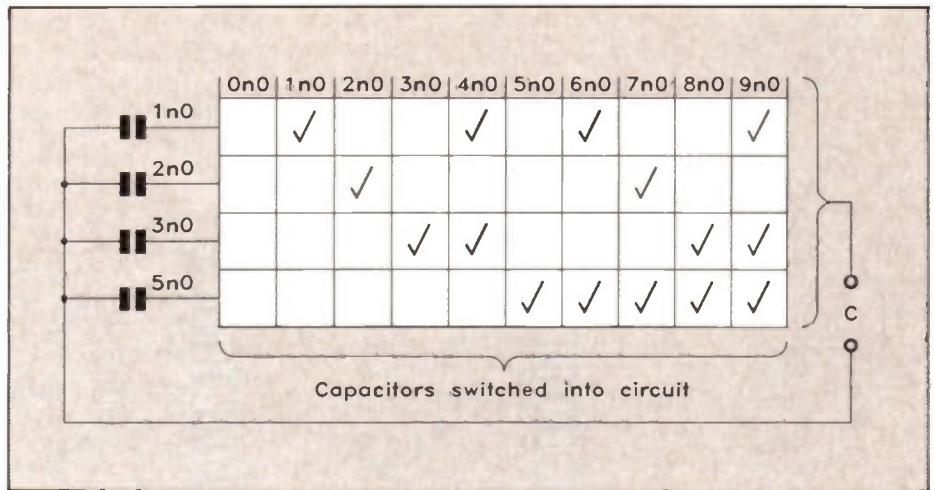 0n0 1n0 2n0 3n0 4n0 5n0 6n0 7n0 8n0 9n0
1n0 ✓ ✓ ✓ ✓
2n0 ✓ ✓
3n0 ✓ ✓ ✓ ✓
5n0 ✓ ✓ ✓ ✓ ✓
C
Capacitors switched into circuit